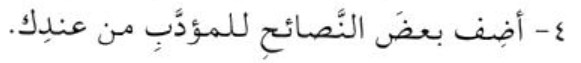 ٤- أضِف بعضَ النَّصائحِ للمؤدَّبِ من عندِك.